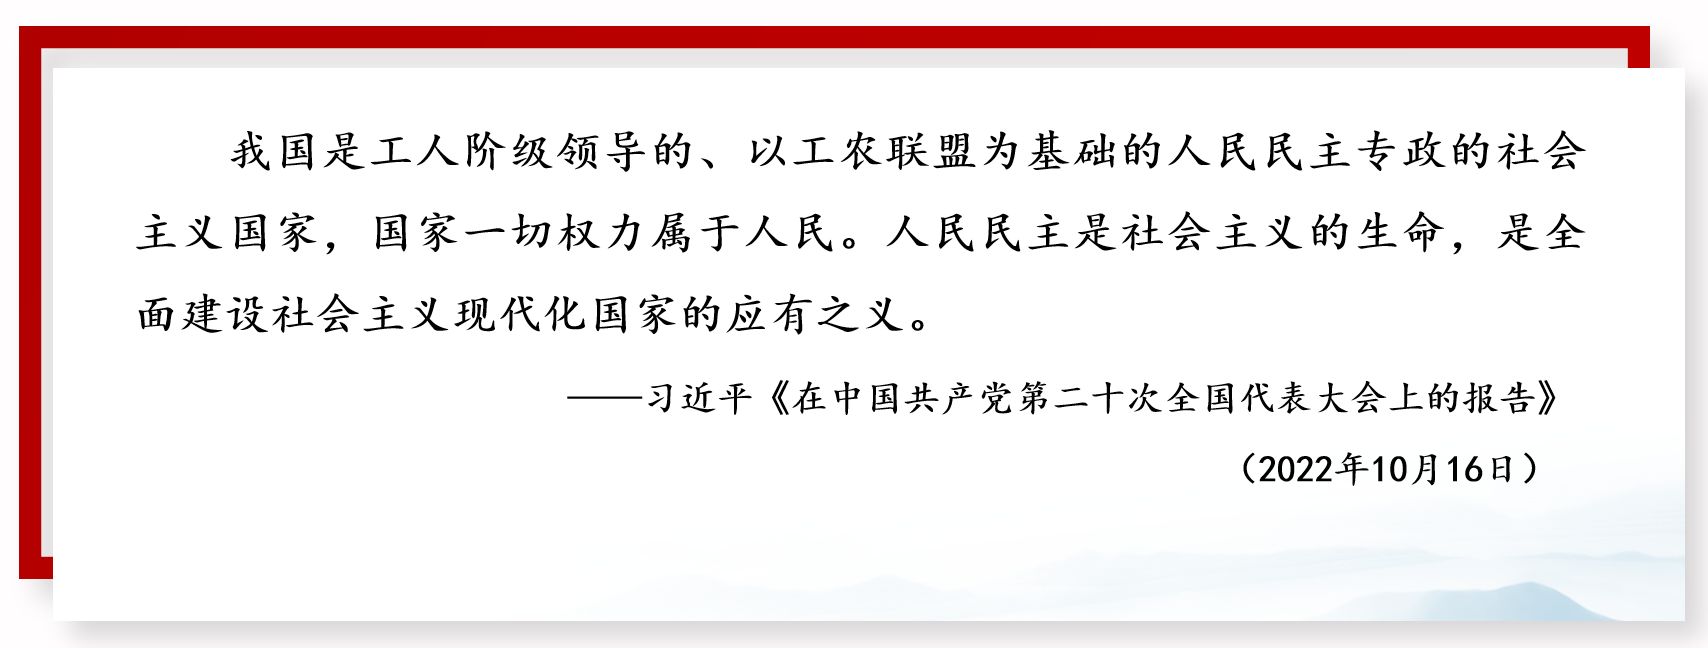 我国是工人阶级领导的、以工农联盟为基础的人民民主专政的社会
主义国家，国家一切权力属于人民。人民民主是社会主义的生命，是全
面建设社会主义现代化国家的应有之义。
——习近平《在中国共产党第二十次全国代表大会上的报告》
（2022年10月16日）